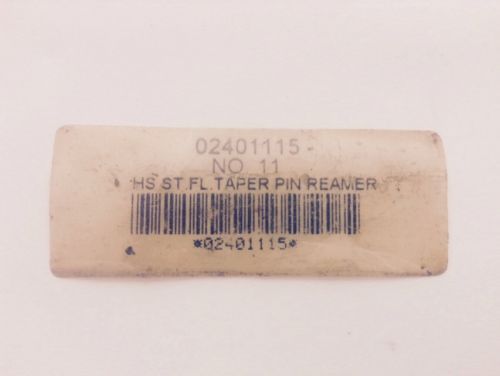 02401115
NO 11
HS ST.FL.TAPER PIN REAMER
*02401115*